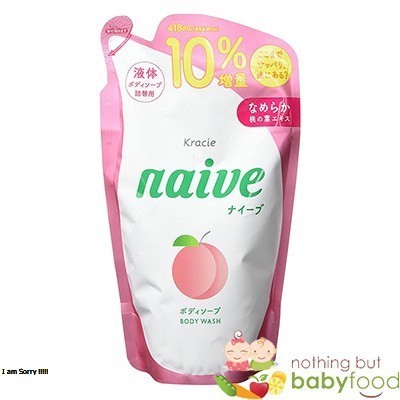 10%
増量
液体
ボディソープ
詰替用
なめらか
桃の葉エキス
Kracie
naive
ナイーブ
ボディソープ
BODY WASH
I am Sorry !!!!!
nothing but
babyfood